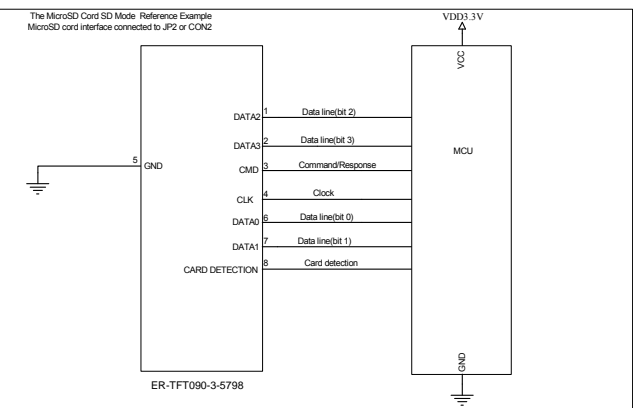 The MicroSD Cord SD Mode Reference Example
MicroSD cord interface connected to JP2 or CON2
VDD3.3V
VCC
DATA2 1 Data line(bit 2)
DATA3 2 Data line(bit 3)
MCU
5 GND
CMD 3 Command/Response
CLK 4 Clock
DATA0 6 Data line(bit 0)
DATA1 7 Data line(bit 1)
CARD DETECTION 8 Card detection
GND
ER-TFT090-3-5798